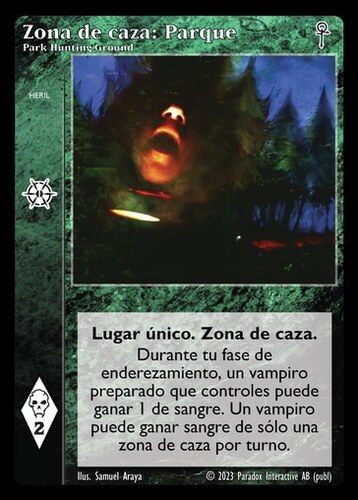 Zona de caza: Parque
Park Hunting Ground
HERIL
Lugar único. Zona de caza.
Durante tu fase de
enderezamiento, un vampiro
preparado que controles puede
ganar 1 de sangre. Un vampiro
puede ganar sangre de sólo una
zona de caza por turno.
2
Ilus. Samuel Araya
© 2023 Paradox Interactive AB (publ)